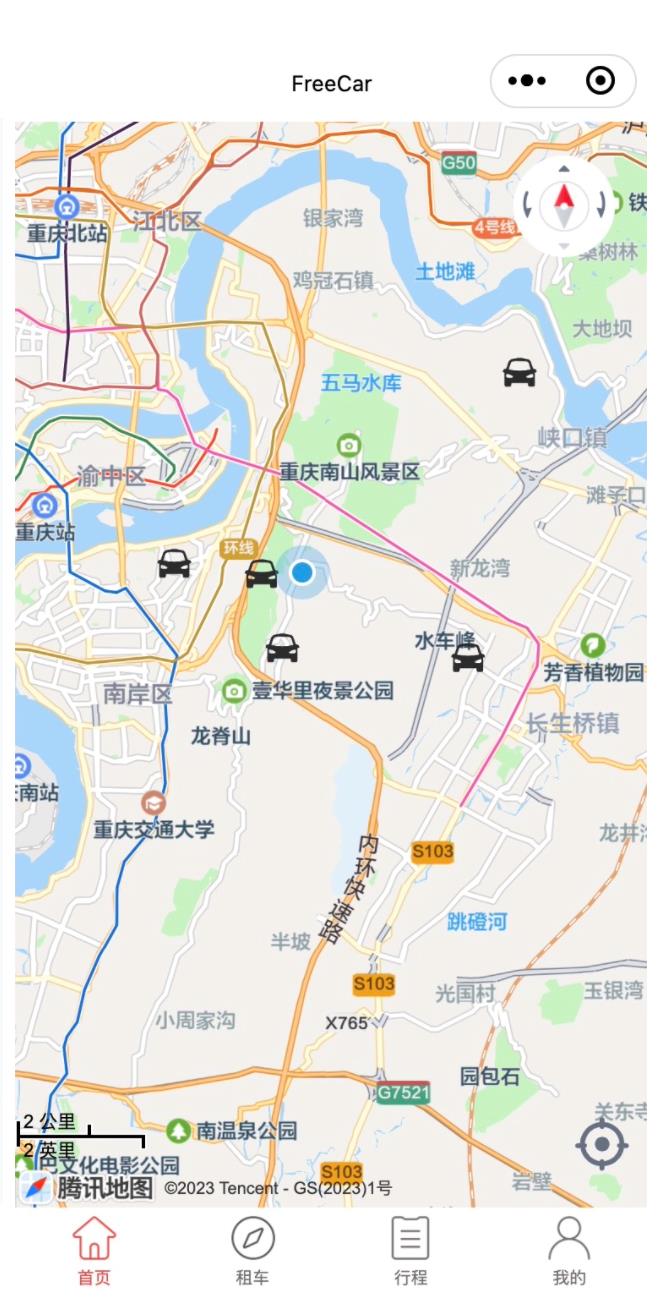 FreeCar
G50
江北区
银家湾
4号线
铁
重庆北站
桑树林
鸡冠石镇
土地滩
大地坝
五马水库
峡口镇
重庆南山风景区
渝中区
滩子口
重庆站
环线
新龙湾
水车峰
芳香植物园
南岸区
壹华里夜景公园
长生桥镇
龙脊山
南站
重庆交通大学
龙井
S103
内环快速路
跳磴河
半坡
S103
光国村
玉银湾
小周家沟
X765
园包石
G7521
关东寺
2 公里
南温泉公园
2 英里
巴文化电影公园
S103
岩壁
腾讯地图
©2023 Tencent - GS(2023)1号
首页
租车
行程
我的